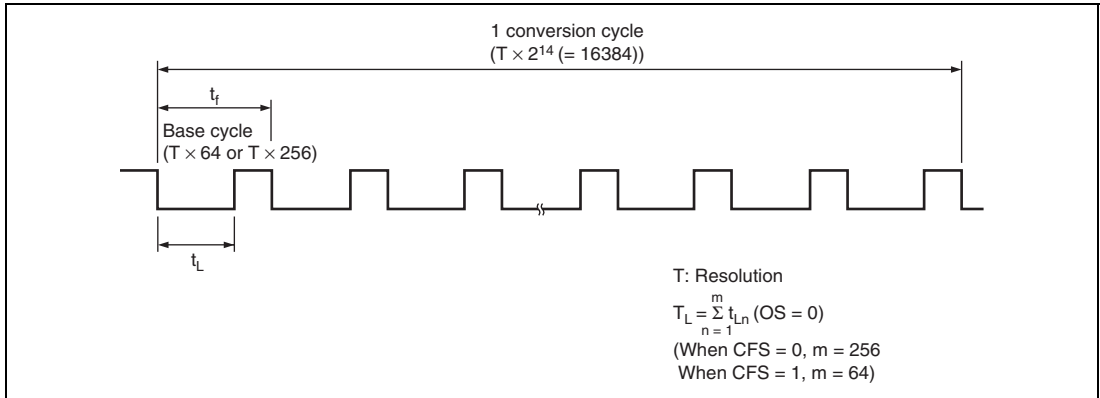 1 conversion cycle
(T × 2¹⁴ (= 16384))
t_f
Base cycle
(T × 64 or T × 256)
t_L
T: Resolution
m
T_L = Σ t_Ln (OS = 0)
n = 1
(When CFS = 0, m = 256
When CFS = 1, m = 64)